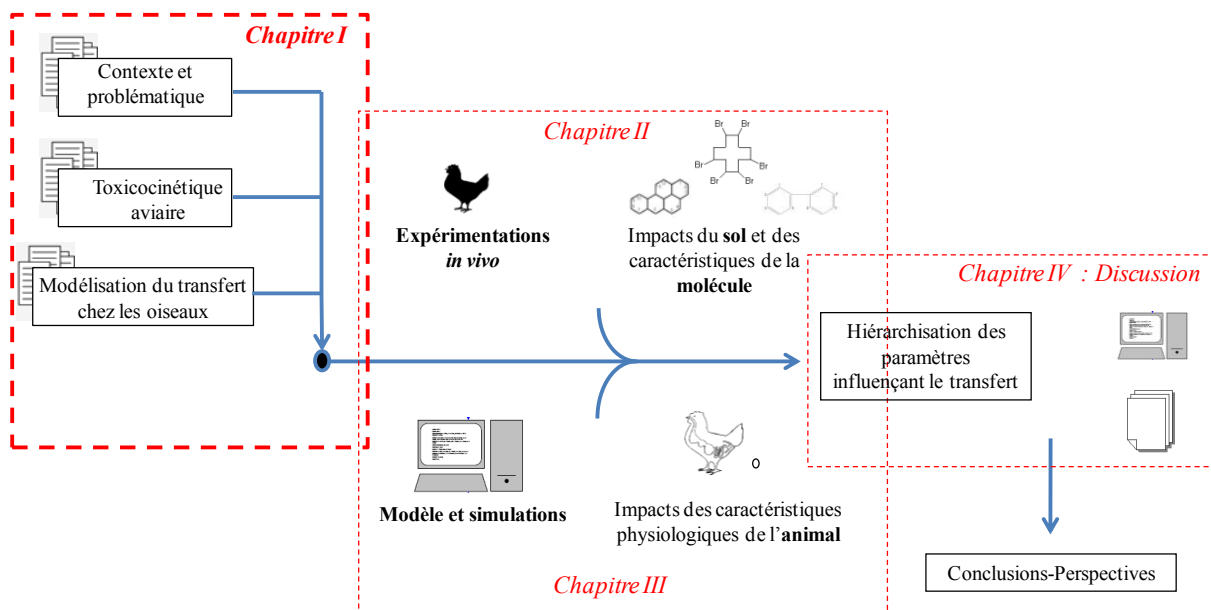 Chapitre I
Contexte et
problématique
Toxicocinétique
aviaire
Modélisation du transfert
chez les oiseaux
Chapitre II
Br
Br
Br
Br
Br
Br
Expérimentations
in vivo
Impacts du sol et des
caractéristiques de la
molécule
Modèle et simulations
Impacts des caractéristiques
physiologiques de l'animal
Chapitre III
Chapitre IV : Discussion
Hiérarchisation des
paramètres
influençant le transfert
Conclusions-Perspectives